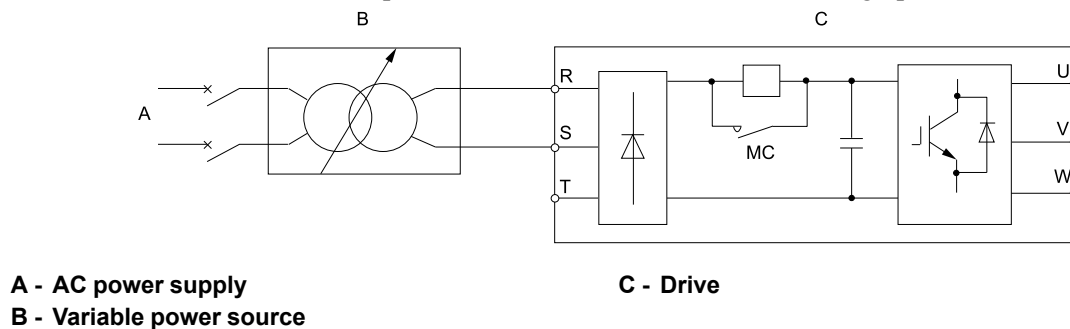 B
C
A
R
S
T
MC
U
V
W
A - AC power supply
C - Drive
B - Variable power source